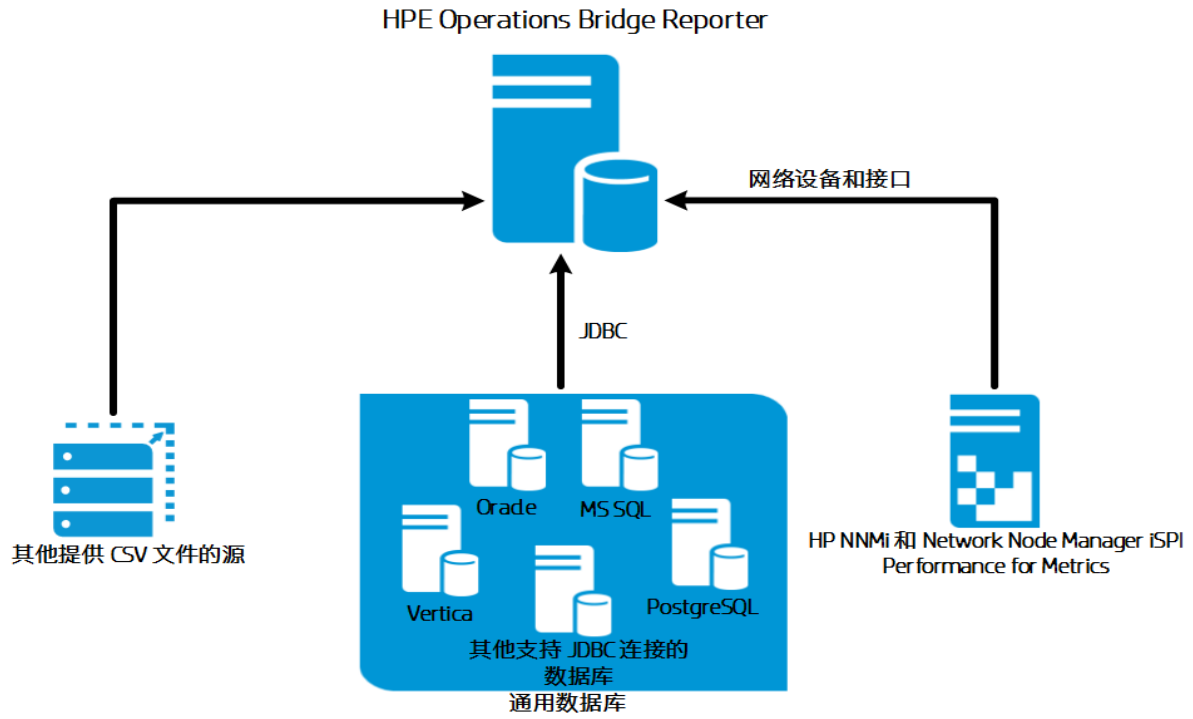 HPE Operations Bridge Reporter
网络设备和接口
JDBC
Oracle
MS SQL
Vertica
PostgreSQL
其他支持 JDBC 连接的
数据库
通用数据库
其他提供 CSV 文件的源
HP NNMi 和 Network Node Manager iSPI
Performance for Metrics